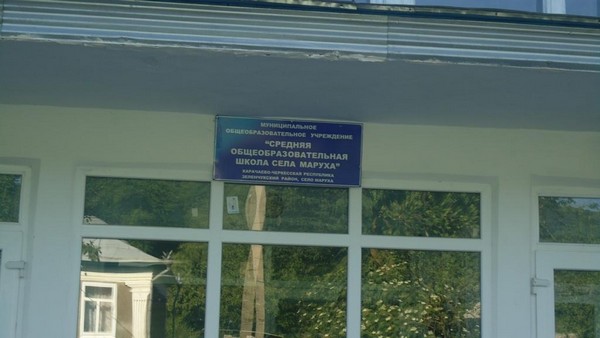 МУНИЦИПАЛЬНОЕ
ОБЩЕОБРАЗОВАТЕЛЬНОЕ УЧРЕЖДЕНИЕ
"СРЕДНЯЯ
ОБЩЕОБРАЗОВАТЕЛЬНАЯ
ШКОЛА СЕЛА МАРУХА"
КАРАЧАЕВО-ЧЕРКЕССКАЯ РЕСПУБЛИКА
ЗЕЛЕНЧУКСКИЙ РАЙОН, СЕЛО МАРУХА